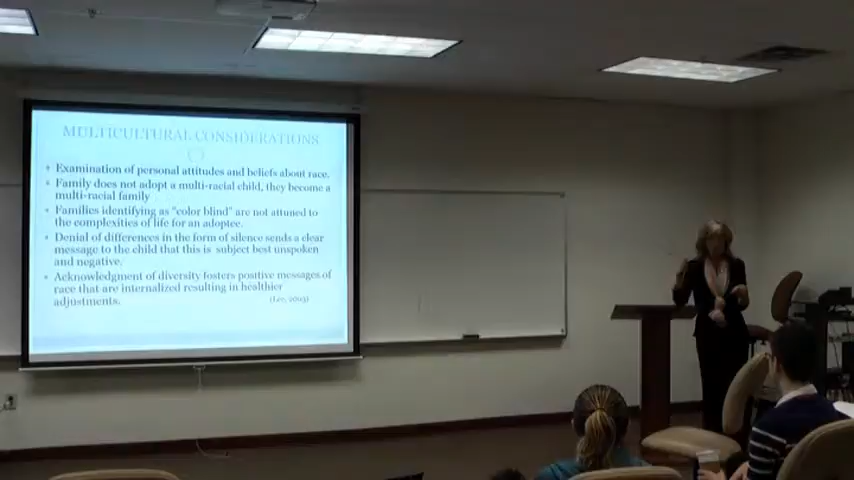 MULTICULTURAL CONSIDERATIONS
• Examination of personal attitudes and beliefs about race.
• Family does not adopt a multi-racial child, they become a
multi-racial family
• Families identifying as "color blind" are not attuned to
the complexities of life for an adoptee.
• Denial of differences in the form of silence sends a clear
message to the child that this is subject best unspoken
and negative.
• Acknowledgment of diversity fosters positive messages of
race that are internalized resulting in healthier
adjustments.
(Lee, 2003)